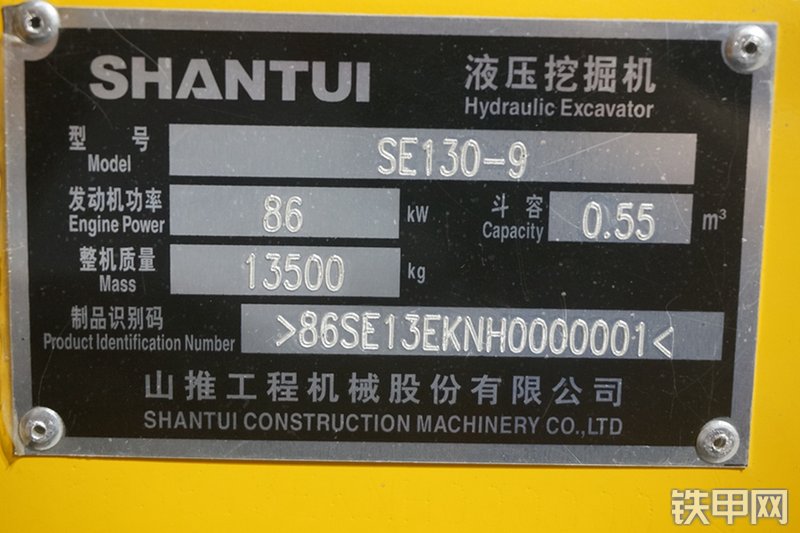 SHANTUI 液压挖掘机
Hydraulic Excavator
型 号 SE130-9
Model
发动机功率 86 kW 斗 容 0.55 m³
Engine Power Capacity
整机质量 13500 kg
Mass
制品识别码 >86SE13EKNH0000001<
Product Identification Number
山推工程机械股份有限公司
SHANTUI CONSTRUCTION MACHINERY CO.,LTD
铁甲网